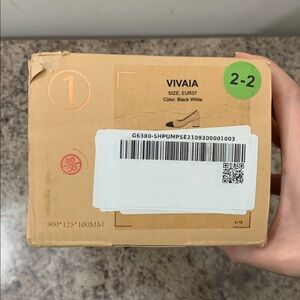 1
VIVAIA
SIZE: EUR37
Color: Black White
2-2
G6380-SHPUMPSE2109300001003
300*125*100MM